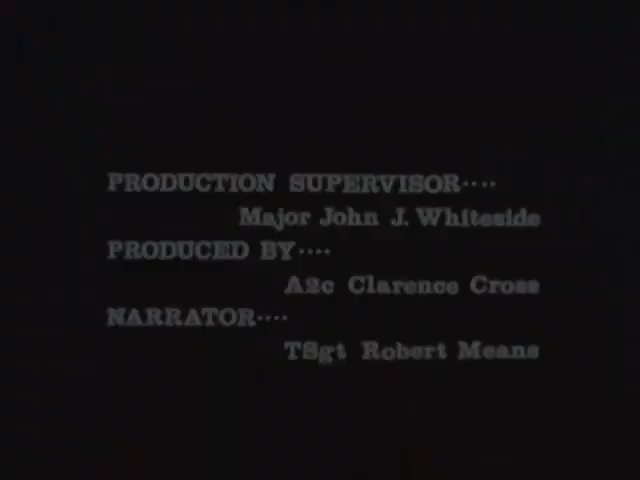 PRODUCTION SUPERVISOR....
Major John J. Whiteside
PRODUCED BY....
A2c Clarence Cross
NARRATOR....
TSgt Robert Means